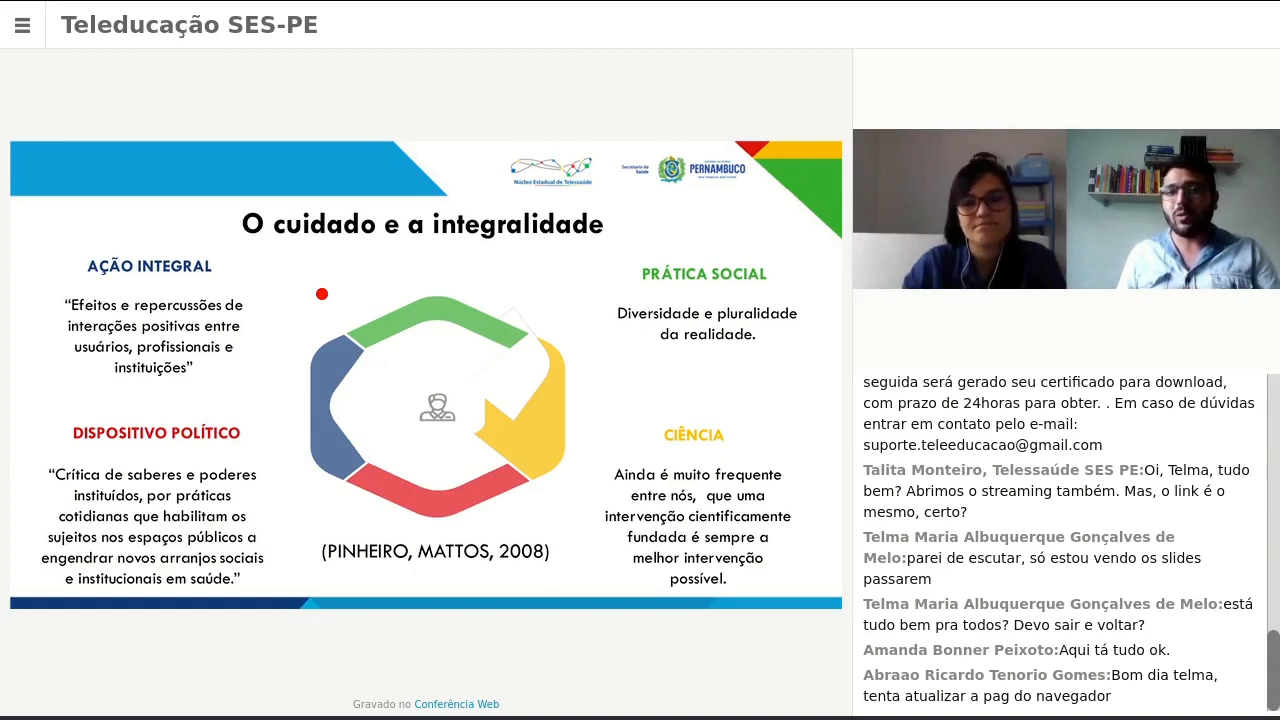 Teleducação SES-PE
Núcleo Estadual de Telessaúde
Secretaria de
Saúde
PERNAMBUCO
O cuidado e a integralidade
AÇÃO INTEGRAL
“Efeitos e repercussões de
interações positivas entre
usuários, profissionais e
instituições”
PRÁTICA SOCIAL
Diversidade e pluralidade
da realidade.
DISPOSITIVO POLÍTICO
“Crítica de saberes e poderes
instituídos, por práticas
cotidianas que habilitam os
sujeitos nos espaços públicos a
engendrar novos arranjos sociais
e institucionais em saúde.”
CIÊNCIA
Ainda é muito frequente
entre nós, que uma
intervenção cientificamente
fundada é sempre a
melhor intervenção
possível.
(PINHEIRO, MATTOS, 2008)
Gravado no Conferência Web
seguida será gerado seu certificado para download,
com prazo de 24horas para obter. . Em caso de dúvidas
entrar em contato pelo e-mail:
suporte.teleeducacao@gmail.com
Talita Monteiro, Telessaúde SES PE:Oi, Telma, tudo
bem? Abrimos o streaming também. Mas, o link é o
mesmo, certo?
Telma Maria Albuquerque Gonçalves de
Melo:parei de escutar, só estou vendo os slides
passarem
Telma Maria Albuquerque Gonçalves de Melo:está
tudo bem pra todos? Devo sair e voltar?
Amanda Bonner Peixoto:Aqui tá tudo ok.
Abraao Ricardo Tenorio Gomes:Bom dia telma,
tenta atualizar a pag do navegador